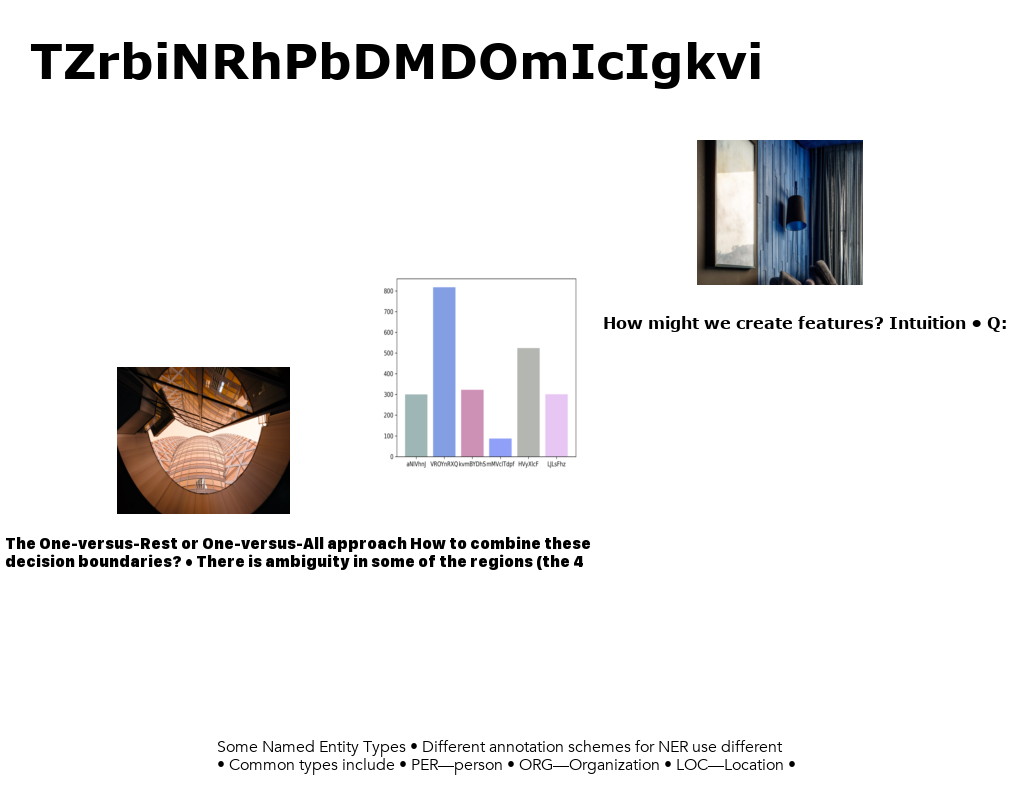 TZrbiNRhPbDMDOmIcIgkvi
How might we create features? Intuition • Q:
800
700
600
500
400
300
200
100
0
aNIVhnJ VROYnRXQ kvmBYDhS mMVclTdpf HVyXlcF LJLsFhz
The One-versus-Rest or One-versus-All approach How to combine these
decision boundaries? • There is ambiguity in some of the regions (the 4
Some Named Entity Types • Different annotation schemes for NER use different
• Common types include • PER—person • ORG—Organization • LOC—Location •